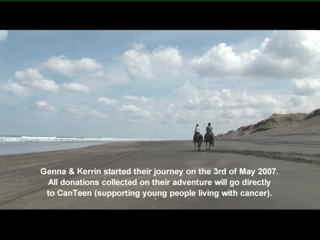 Genna & Kerrin started their journey on the 3rd of May 2007.
All donations collected on their adventure will go directly
to CanTeen (supporting young people living with cancer).